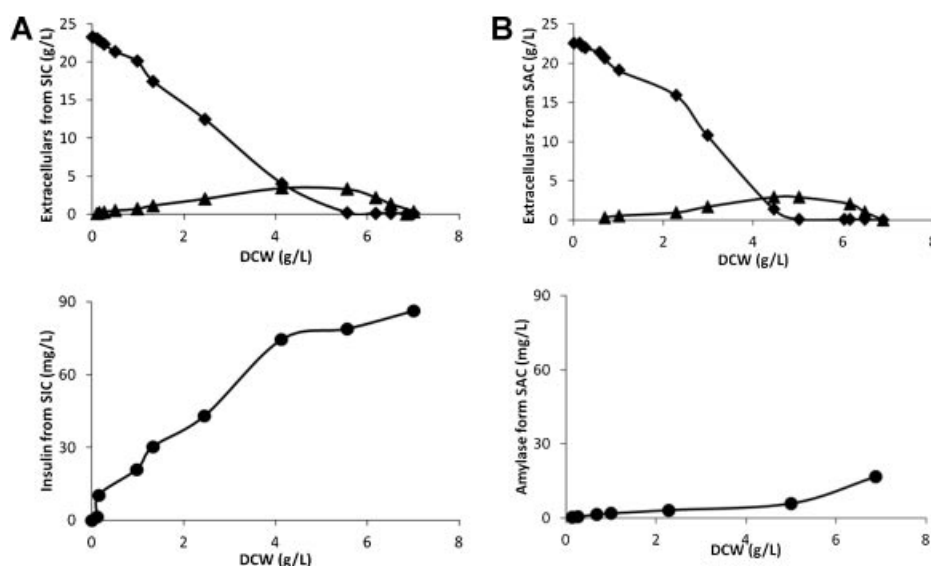 A
Extracellulars from SIC (g/L)
25
20
15
10
5
0
0 2 4 6 8
DCW (g/L)
B
Extracellulars from SAC (g/L)
25
20
15
10
5
0
0 2 4 6 8
DCW (g/L)
Insulin from SIC (mg/L)
90
60
30
0
0 2 4 6 8
DCW (g/L)
Amylase form SAC (mg/L)
90
60
30
0
0 2 4 6 8
DCW (g/L)